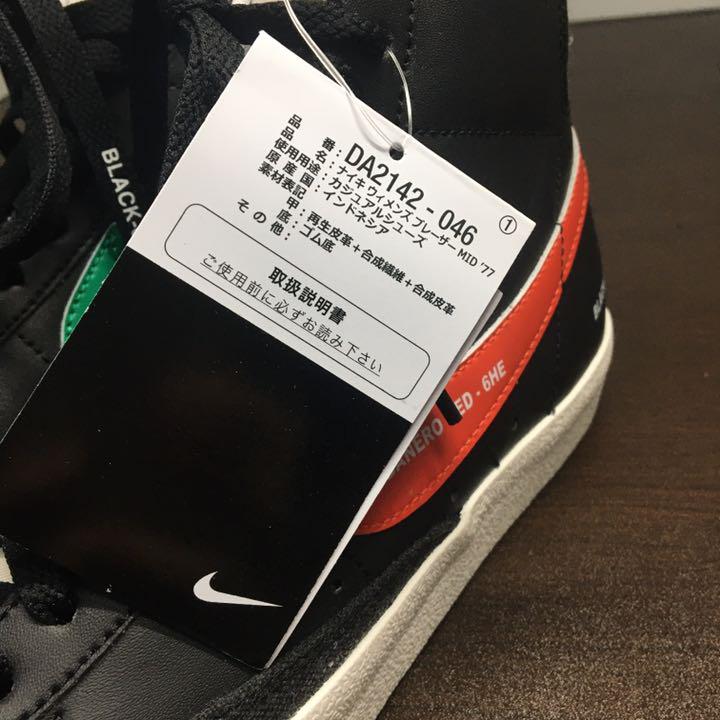 ①
品番：DA2142 - 046
品名：ナイキ ウィメンズ ブレーザー MID '77
使用用途：カジュアルシューズ
原産国：インドネシア
素材表記：
甲：再生皮革+合成繊維+合成皮革
底：ゴム底
その他：
取扱説明書
ご使用前に必ずお読み下さい
BLACK-
ANERO
ED - 6HE